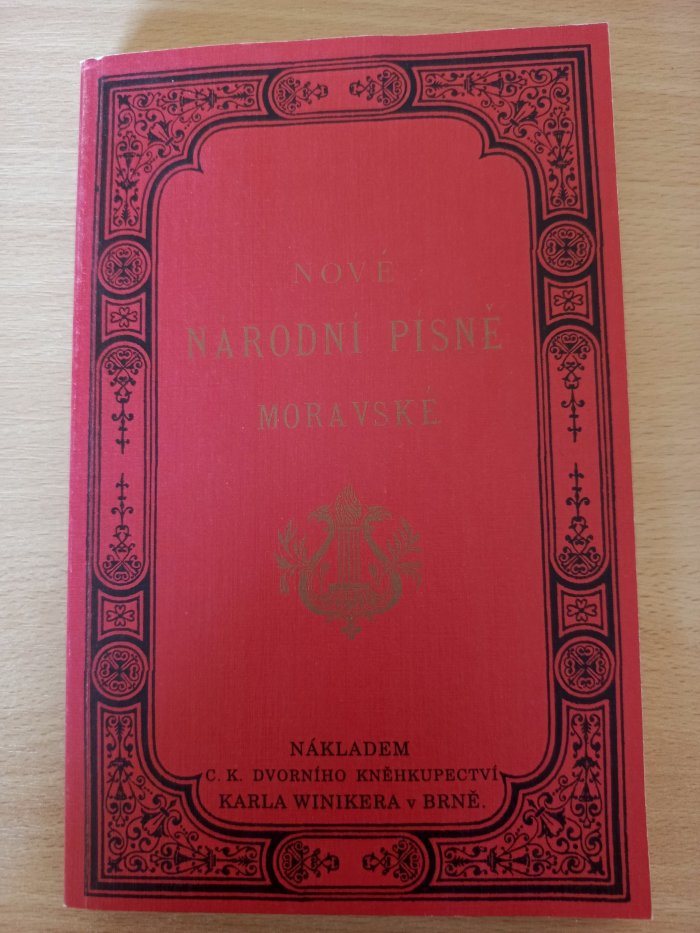 NOVÉ
NÁRODNÍ PÍSNĚ
MORAVSKÉ
NÁKLADEM
C. K. DVORNÍHO KNĚHKUPECTVÍ
KARLA WINIKERA v BRNĚ.